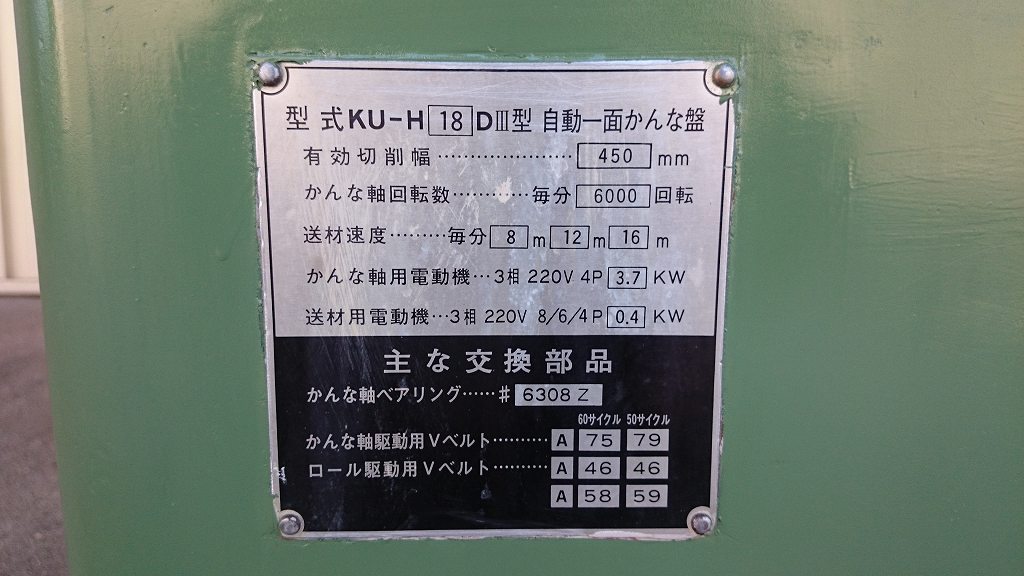 型式KU-H 18 DⅢ型 自動一面かんな盤
有効切削幅…………………450mm
かんな軸回転数…………毎分 6000 回転
送材速度………毎分 8 m 12 m 16 m
かんな軸用電動機…3相 220V 4P 3.7 KW
送材用電動機…3相 220V 8/6/4P 0.4 KW
主な交換部品
かんな軸ベアリング……# 6308 Z
60サイクル 50サイクル
かんな軸駆動用Vベルト………… A 75 79
ロール駆動用Vベルト………… A 46 46
A 58 59